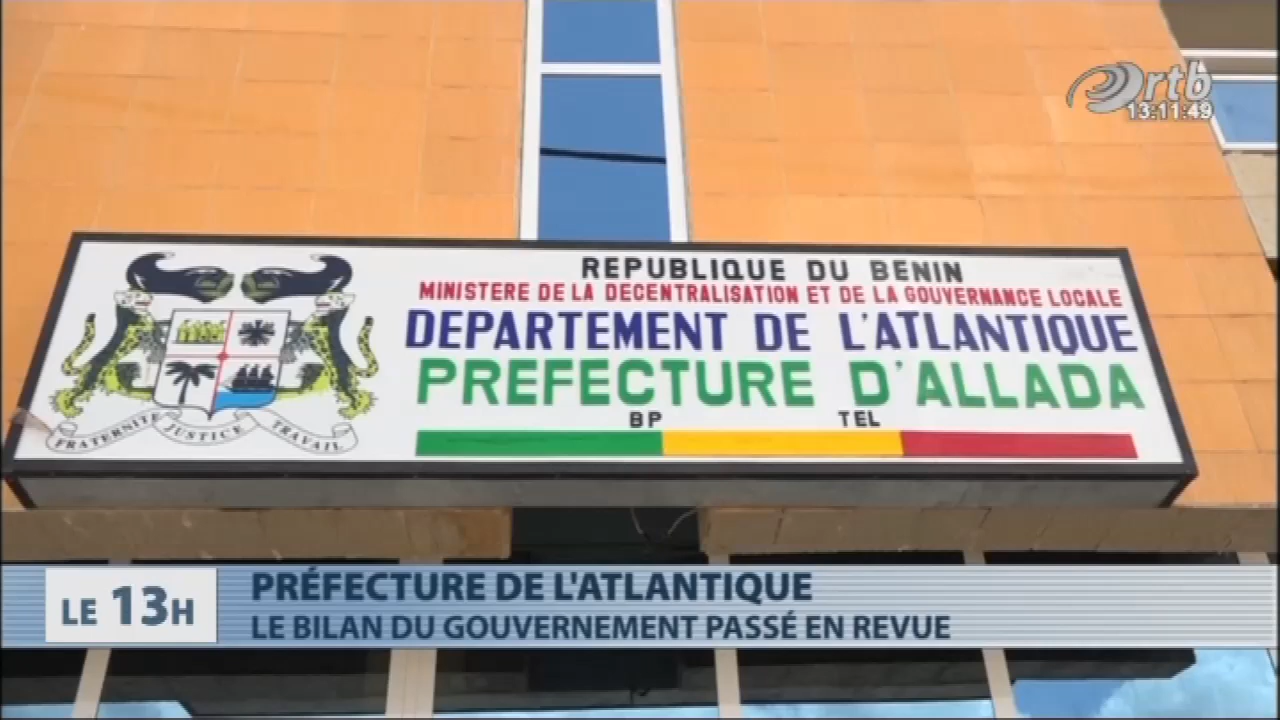 ortb
13:11:49
REPUBLIQUE DU BENIN
MINISTERE DE LA DECENTRALISATION ET DE LA GOUVERNANCE LOCALE
DEPARTEMENT DE L'ATLANTIQUE
PREFECTURE D'ALLADA
BP TEL
FRATERNITE JUSTICE TRAVAIL
LE 13H
PRÉFECTURE DE L'ATLANTIQUE
LE BILAN DU GOUVERNEMENT PASSÉ EN REVUE